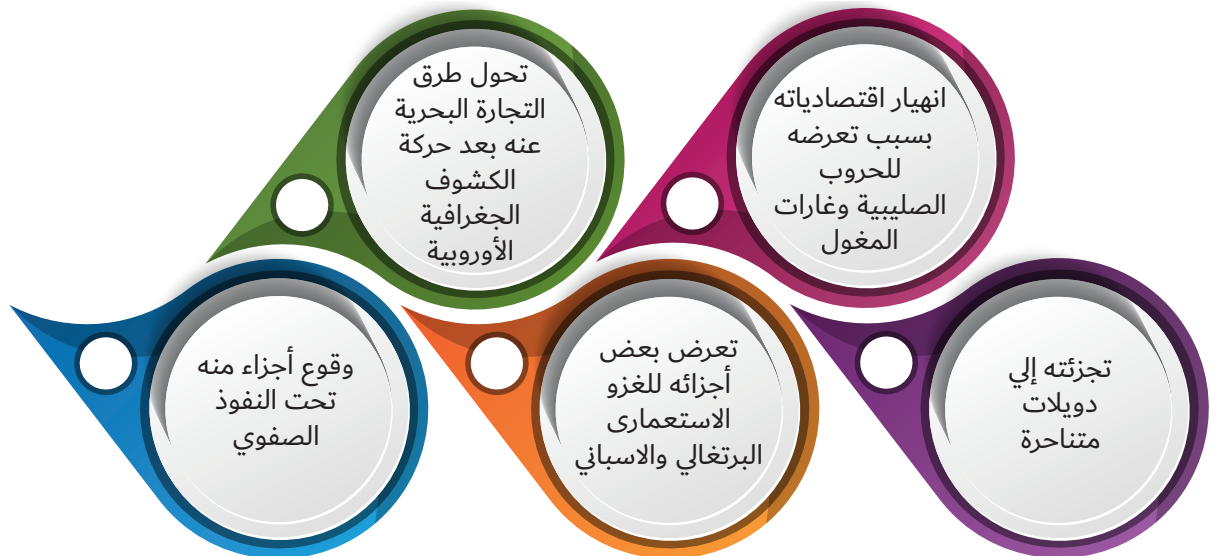 تجزئته إلي
دويلات
متناحرة
انهيار اقتصادياته
بسبب تعرضه
للحروب
الصليبية وغارات
المغول
تعرض بعض
أجزائه للغزو
الاستعمارى
البرتغالي والاسباني
تحول طرق
التجارة البحرية
عنه بعد حركة
الكشوف
الجغرافية
الأوروبية
وقوع أجزاء منه
تحت النفوذ
الصفوي